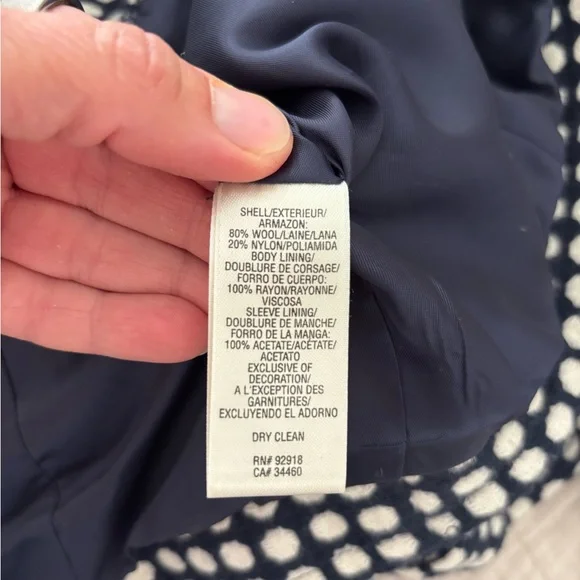 SHELL/EXTERIEUR/
ARMAZON:
80% WOOL/LAINE/LANA
20% NYLON/POLIAMIDA
BODY LINING/
DOUBLURE DE CORSAGE/
FORRO DE CUERPO:
100% RAYON/RAYONNE/
VISCOSA
SLEEVE LINING/
DOUBLURE DE MANCHE/
FORRO DE LA MANGA:
100% ACETATE/ACÉTATE/
ACETATO
EXCLUSIVE OF
DECORATION/
A L'EXCEPTION DES
GARNITURES/
EXCLUYENDO EL ADORNO
DRY CLEAN
RN# 92918
CA# 34460